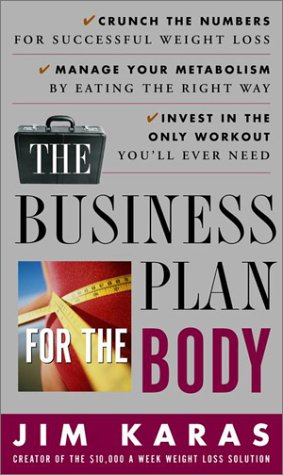 ✓CRUNCH THE NUMBERS
FOR SUCCESSFUL WEIGHT LOSS
✓MANAGE YOUR METABOLISM
BY EATING THE RIGHT WAY
✓INVEST IN THE
ONLY WORKOUT
YOU'LL EVER NEED
THE
BUSINESS
PLAN
FOR THE
BODY
JIM KARAS
CREATOR OF THE $10,000 A WEEK WEIGHT LOSS SOLUTION